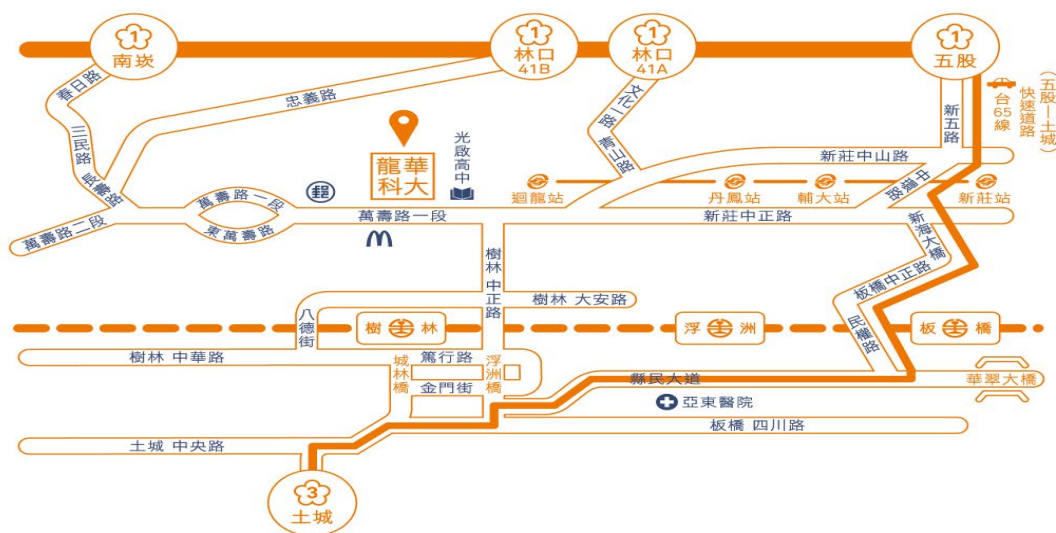 1
南崁
1
林口
41B
1
林口
41A
1
五股
春日路
三民路
長壽路
忠義路
龍華
科大
光啟高中
文化一路
青山路
新五路
台65線
快速道路
(五股─土城)
新莊中山路
中華路
迴龍站
丹鳳站
輔大站
新莊站
郵
萬壽路一段
東萬壽路
萬壽路二段
萬壽路一段
新莊中正路
新海大橋
板橋中正路
民權路
樹林 中正路
樹林 大安路
八德街
樹 林
浮 洲
板 橋
樹林 中華路
城林橋
篤行路
浮洲橋
金門街
縣民大道
華翠大橋
亞東醫院
土城 中央路
板橋 四川路
3
土城